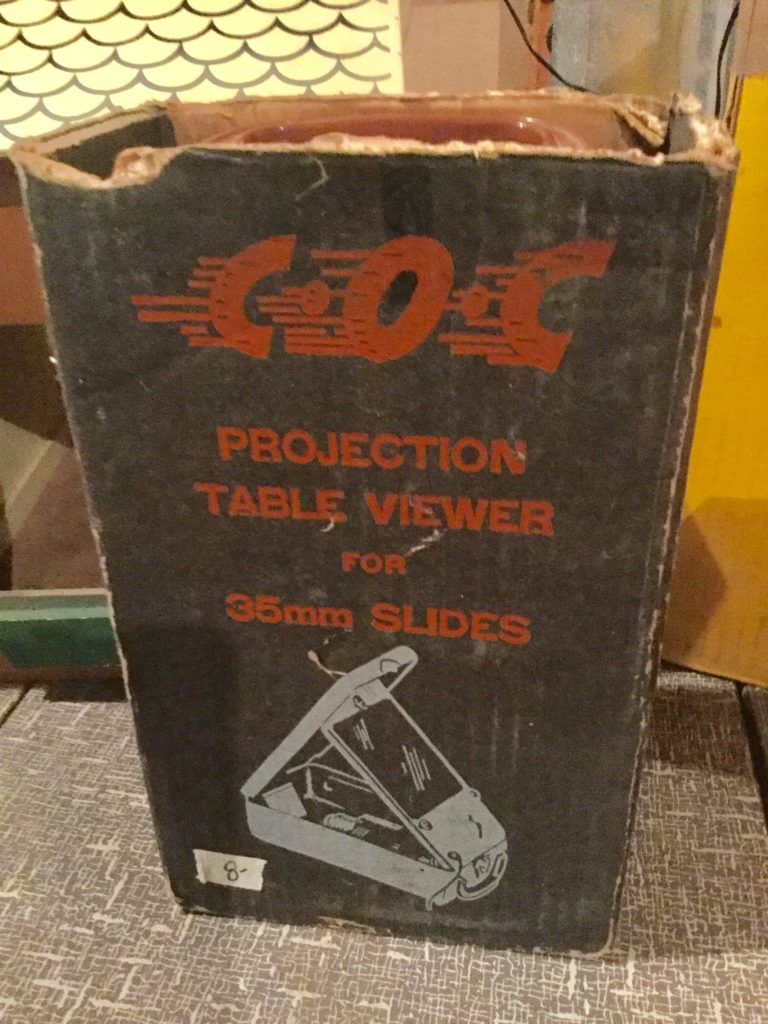 C·O·C
PROJECTION
TABLE VIEWER
FOR
35mm SLIDES
8-